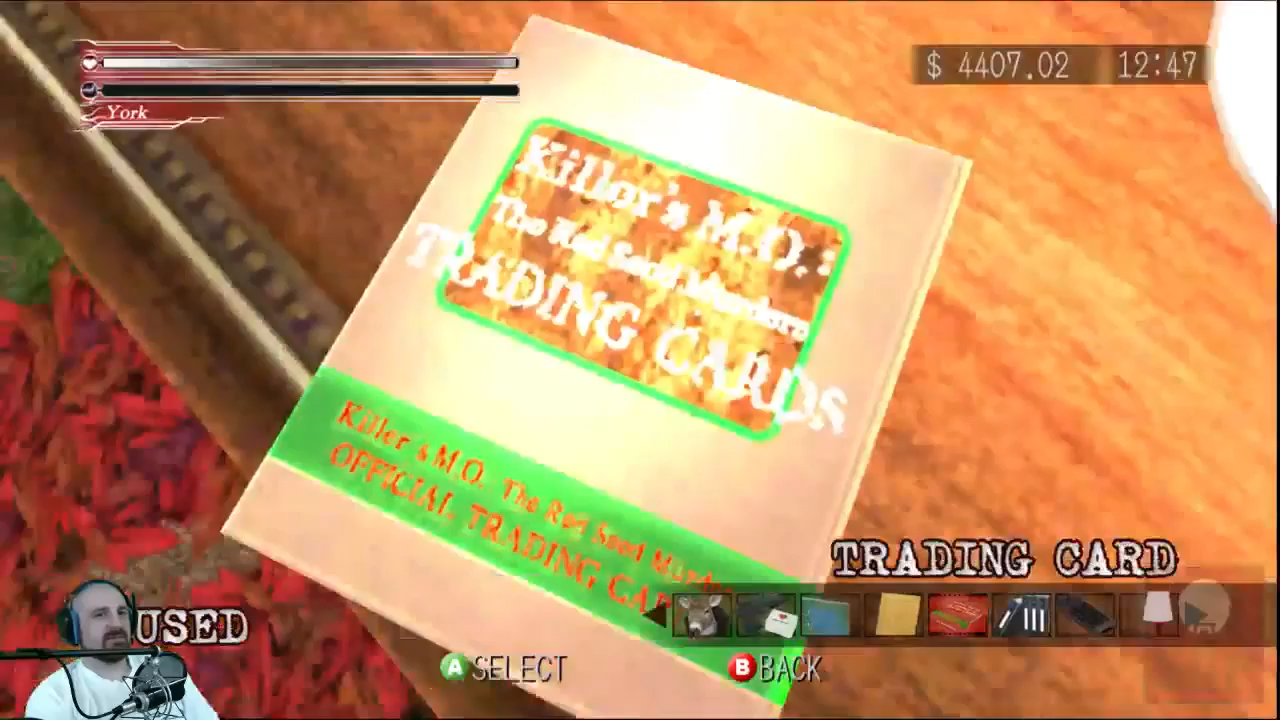 York
$ 4407.02 12:47
Killer's M.O. :
The Red Seed Murders
TRADING CARDS
Killer's M.O. The Red Seed Murde
OFFICIAL TRADING CA
TRADING CARD
USED
A SELECT
B BACK